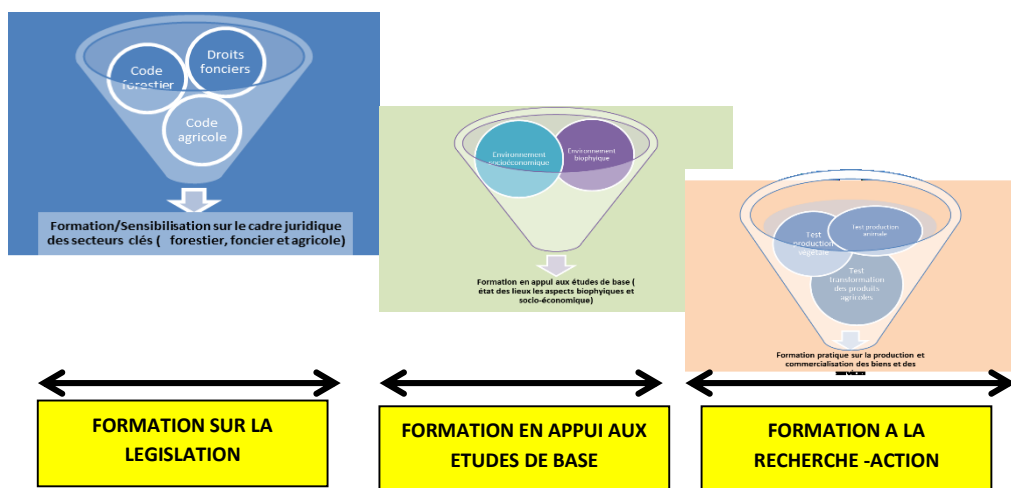 Code
forestier
Droits
fonciers
Code
agricole
Formation/Sensibilisation sur le cadre juridique
des secteurs clés ( forestier, foncier et agricole)
Environnement
socioéconomique
Environnement
biophyique
Formation en appui aux études de base (
état des lieux les aspects biophyiques et
socio-économique)
Test
production
végétale
Test production
animale
Test
transformation
des produits
agricoles
Formation pratique sur la production et
commercialisation des biens et des
services
FORMATION SUR LA
LEGISLATION
FORMATION EN APPUI AUX
ETUDES DE BASE
FORMATION A LA
RECHERCHE -ACTION